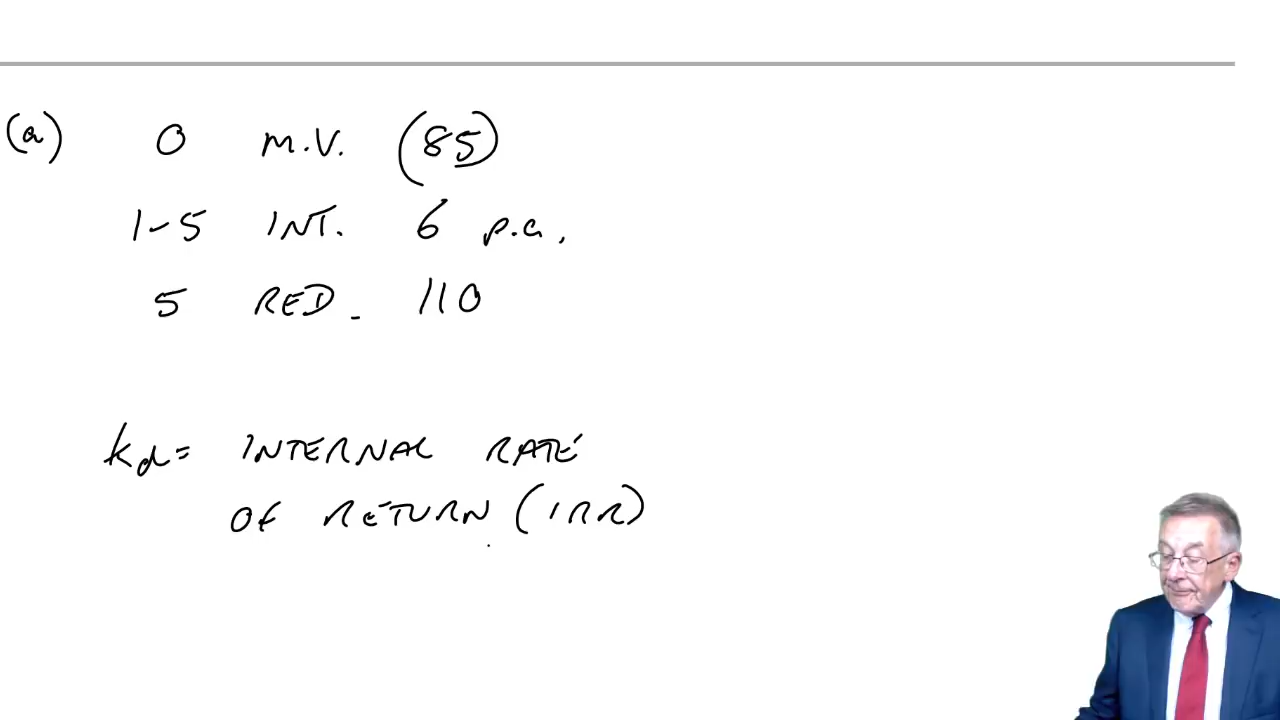 (a) 0 M.V. (85)
1-5 INT. 6 p.a.
5 RED. 110
kd = INTERNAL RATE
OF RETURN (IRR)